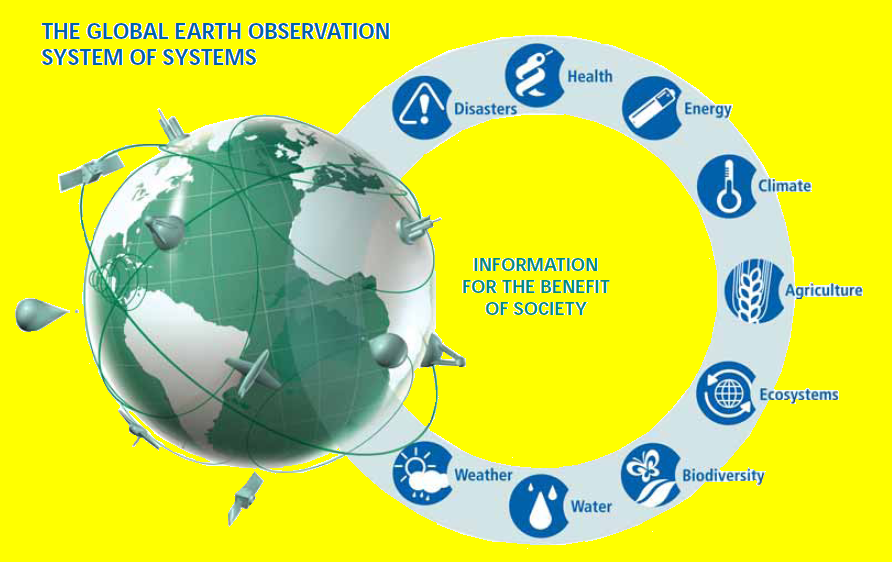 THE GLOBAL EARTH OBSERVATION
SYSTEM OF SYSTEMS
Health
Disasters
Energy
Climate
INFORMATION
FOR THE BENEFIT
OF SOCIETY
Agriculture
Ecosystems
Weather
Biodiversity
Water